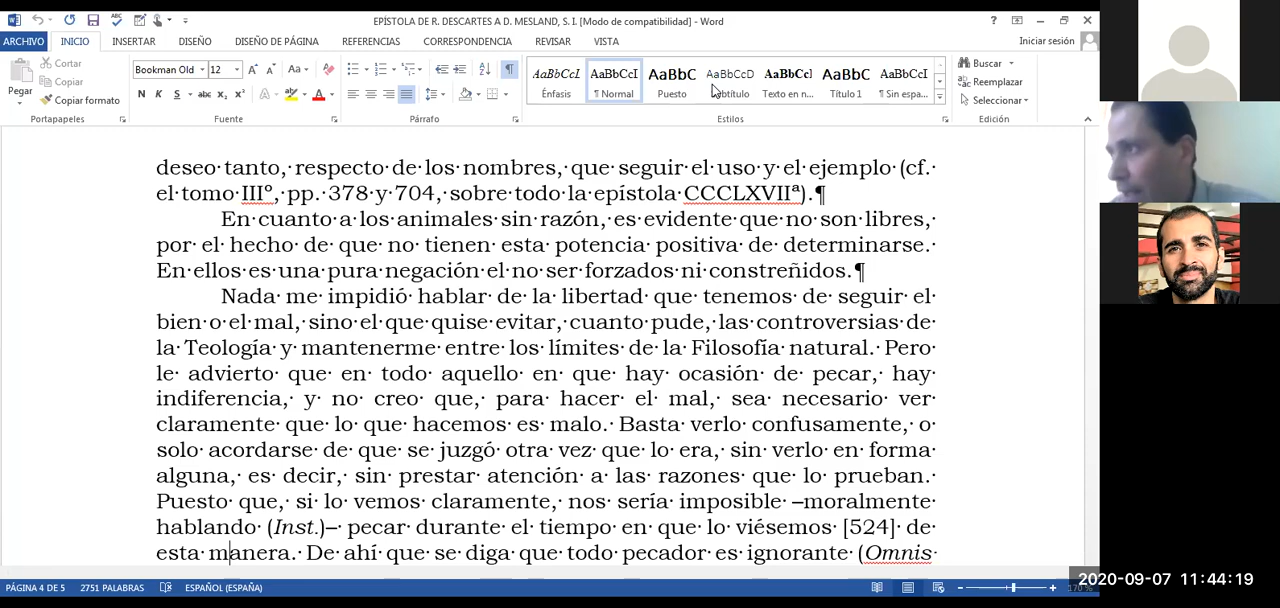 EPÍSTOLA DE R. DESCARTES A D. MESLAND, S. I. [Modo de compatibilidad] - Word
ARCHIVO INICIO INSERTAR DISEÑO DISEÑO DE PÁGINA REFERENCIAS CORRESPONDENCIA REVISAR VISTA Iniciar sesión
Pegar
Cortar
Copiar
Copiar formato
Portapapeles
Bookman Old 12
N K S abc x₂ x²
Fuente
Párrafo
AaBbCcI AaBbCcI AaBbC AaBbCcD AaBbCcI AaBbC AaBbCcI
Énfasis ¶ Normal Puesto Subtítulo Texto en n... Título 1 ¶ Sin espa...
Estilos
Buscar
Reemplazar
Seleccionar
Edición
deseo tanto, respecto de los nombres, que seguir el uso y el ejemplo (cf.
el tomo IIIº, pp. 378 y 704, sobre todo la epístola CCCLXVIIª).¶
En cuanto a los animales sin razón, es evidente que no son libres,
por el hecho de que no tienen esta potencia positiva de determinarse.
En ellos es una pura negación el no ser forzados ni constreñidos.¶
Nada me impidió hablar de la libertad que tenemos de seguir el
bien o el mal, sino el que quise evitar, cuanto pude, las controversias de
la Teología y mantenerme entre los límites de la Filosofía natural. Pero
le advierto que en todo aquello en que hay ocasión de pecar, hay
indiferencia, y no creo que, para hacer el mal, sea necesario ver
claramente que lo que hacemos es malo. Basta verlo confusamente, o
solo acordarse de que se juzgó otra vez que lo era, sin verlo en forma
alguna, es decir, sin prestar atención a las razones que lo prueban.
Puesto que, si lo vemos claramente, nos sería imposible –moralmente
hablando (Inst.)– pecar durante el tiempo en que lo viésemos [524] de
esta manera. De ahí que se diga que todo pecador es ignorante (Omnis
PÁGINA 4 DE 5 2751 PALABRAS ESPAÑOL (ESPAÑA) 170 %
2020-09-07 11:44:19